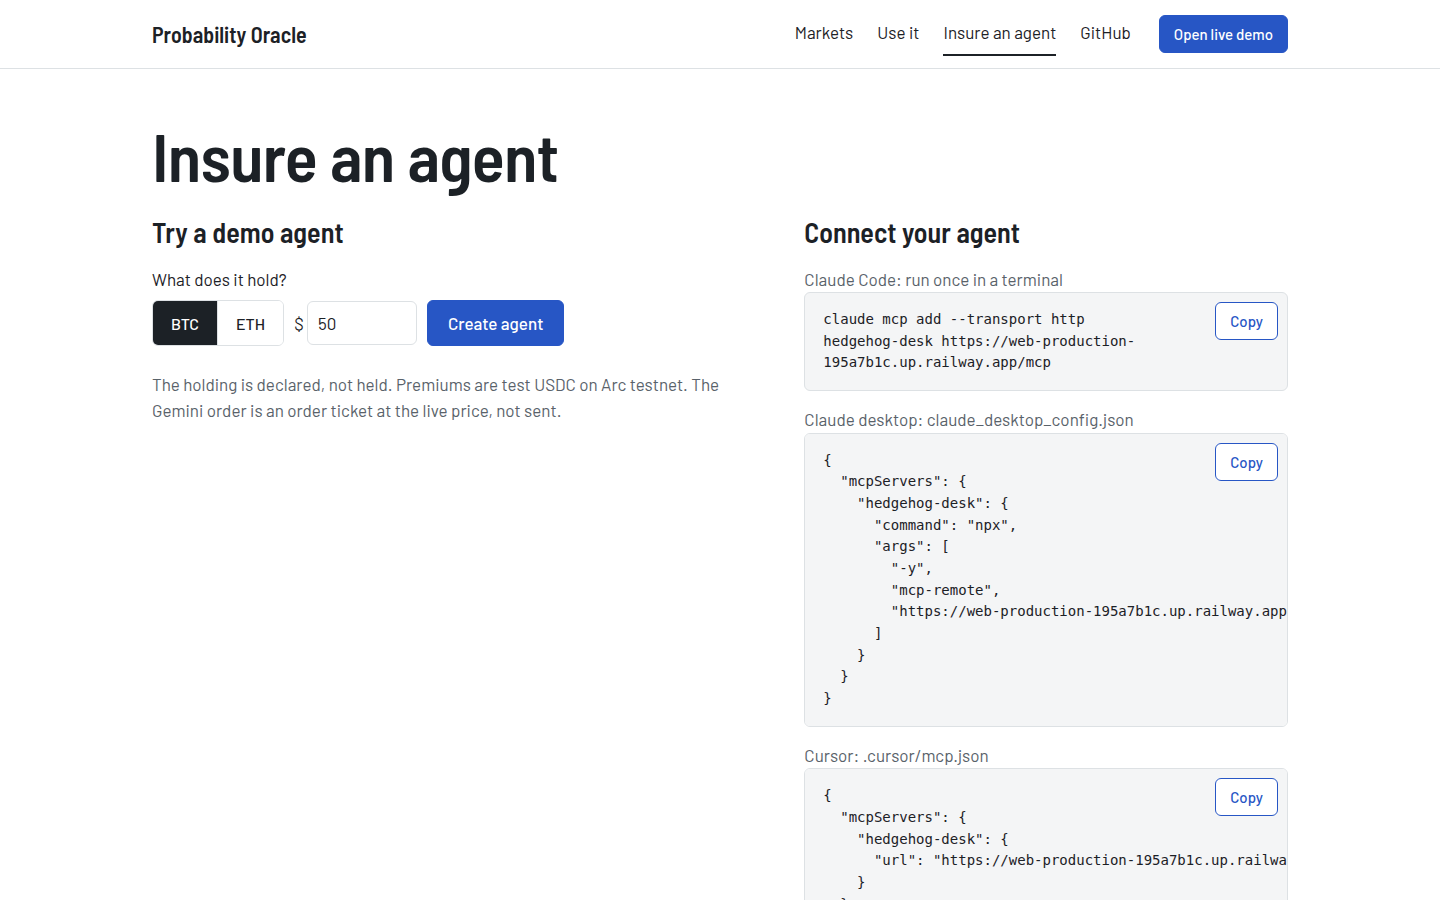 Probability Oracle
Markets
Use it
Insure an agent
GitHub
Open live demo
Insure an agent
Try a demo agent
What does it hold?
BTC
ETH
$
50
Create agent
The holding is declared, not held. Premiums are test USDC on Arc testnet. The
Gemini order is an order ticket at the live price, not sent.
Connect your agent
Claude Code: run once in a terminal
Copy
claude mcp add --transport http
hedgehog-desk https://web-production-
195a7b1c.up.railway.app/mcp
Claude desktop: claude_desktop_config.json
Copy
{
  "mcpServers": {
    "hedgehog-desk": {
      "command": "npx",
      "args": [
        "-y",
        "mcp-remote",
        "https://web-production-195a7b1c.up.railway.app
      ]
    }
  }
}
Cursor: .cursor/mcp.json
Copy
{
  "mcpServers": {
    "hedgehog-desk": {
      "url": "https://web-production-195a7b1c.up.railwa
    }